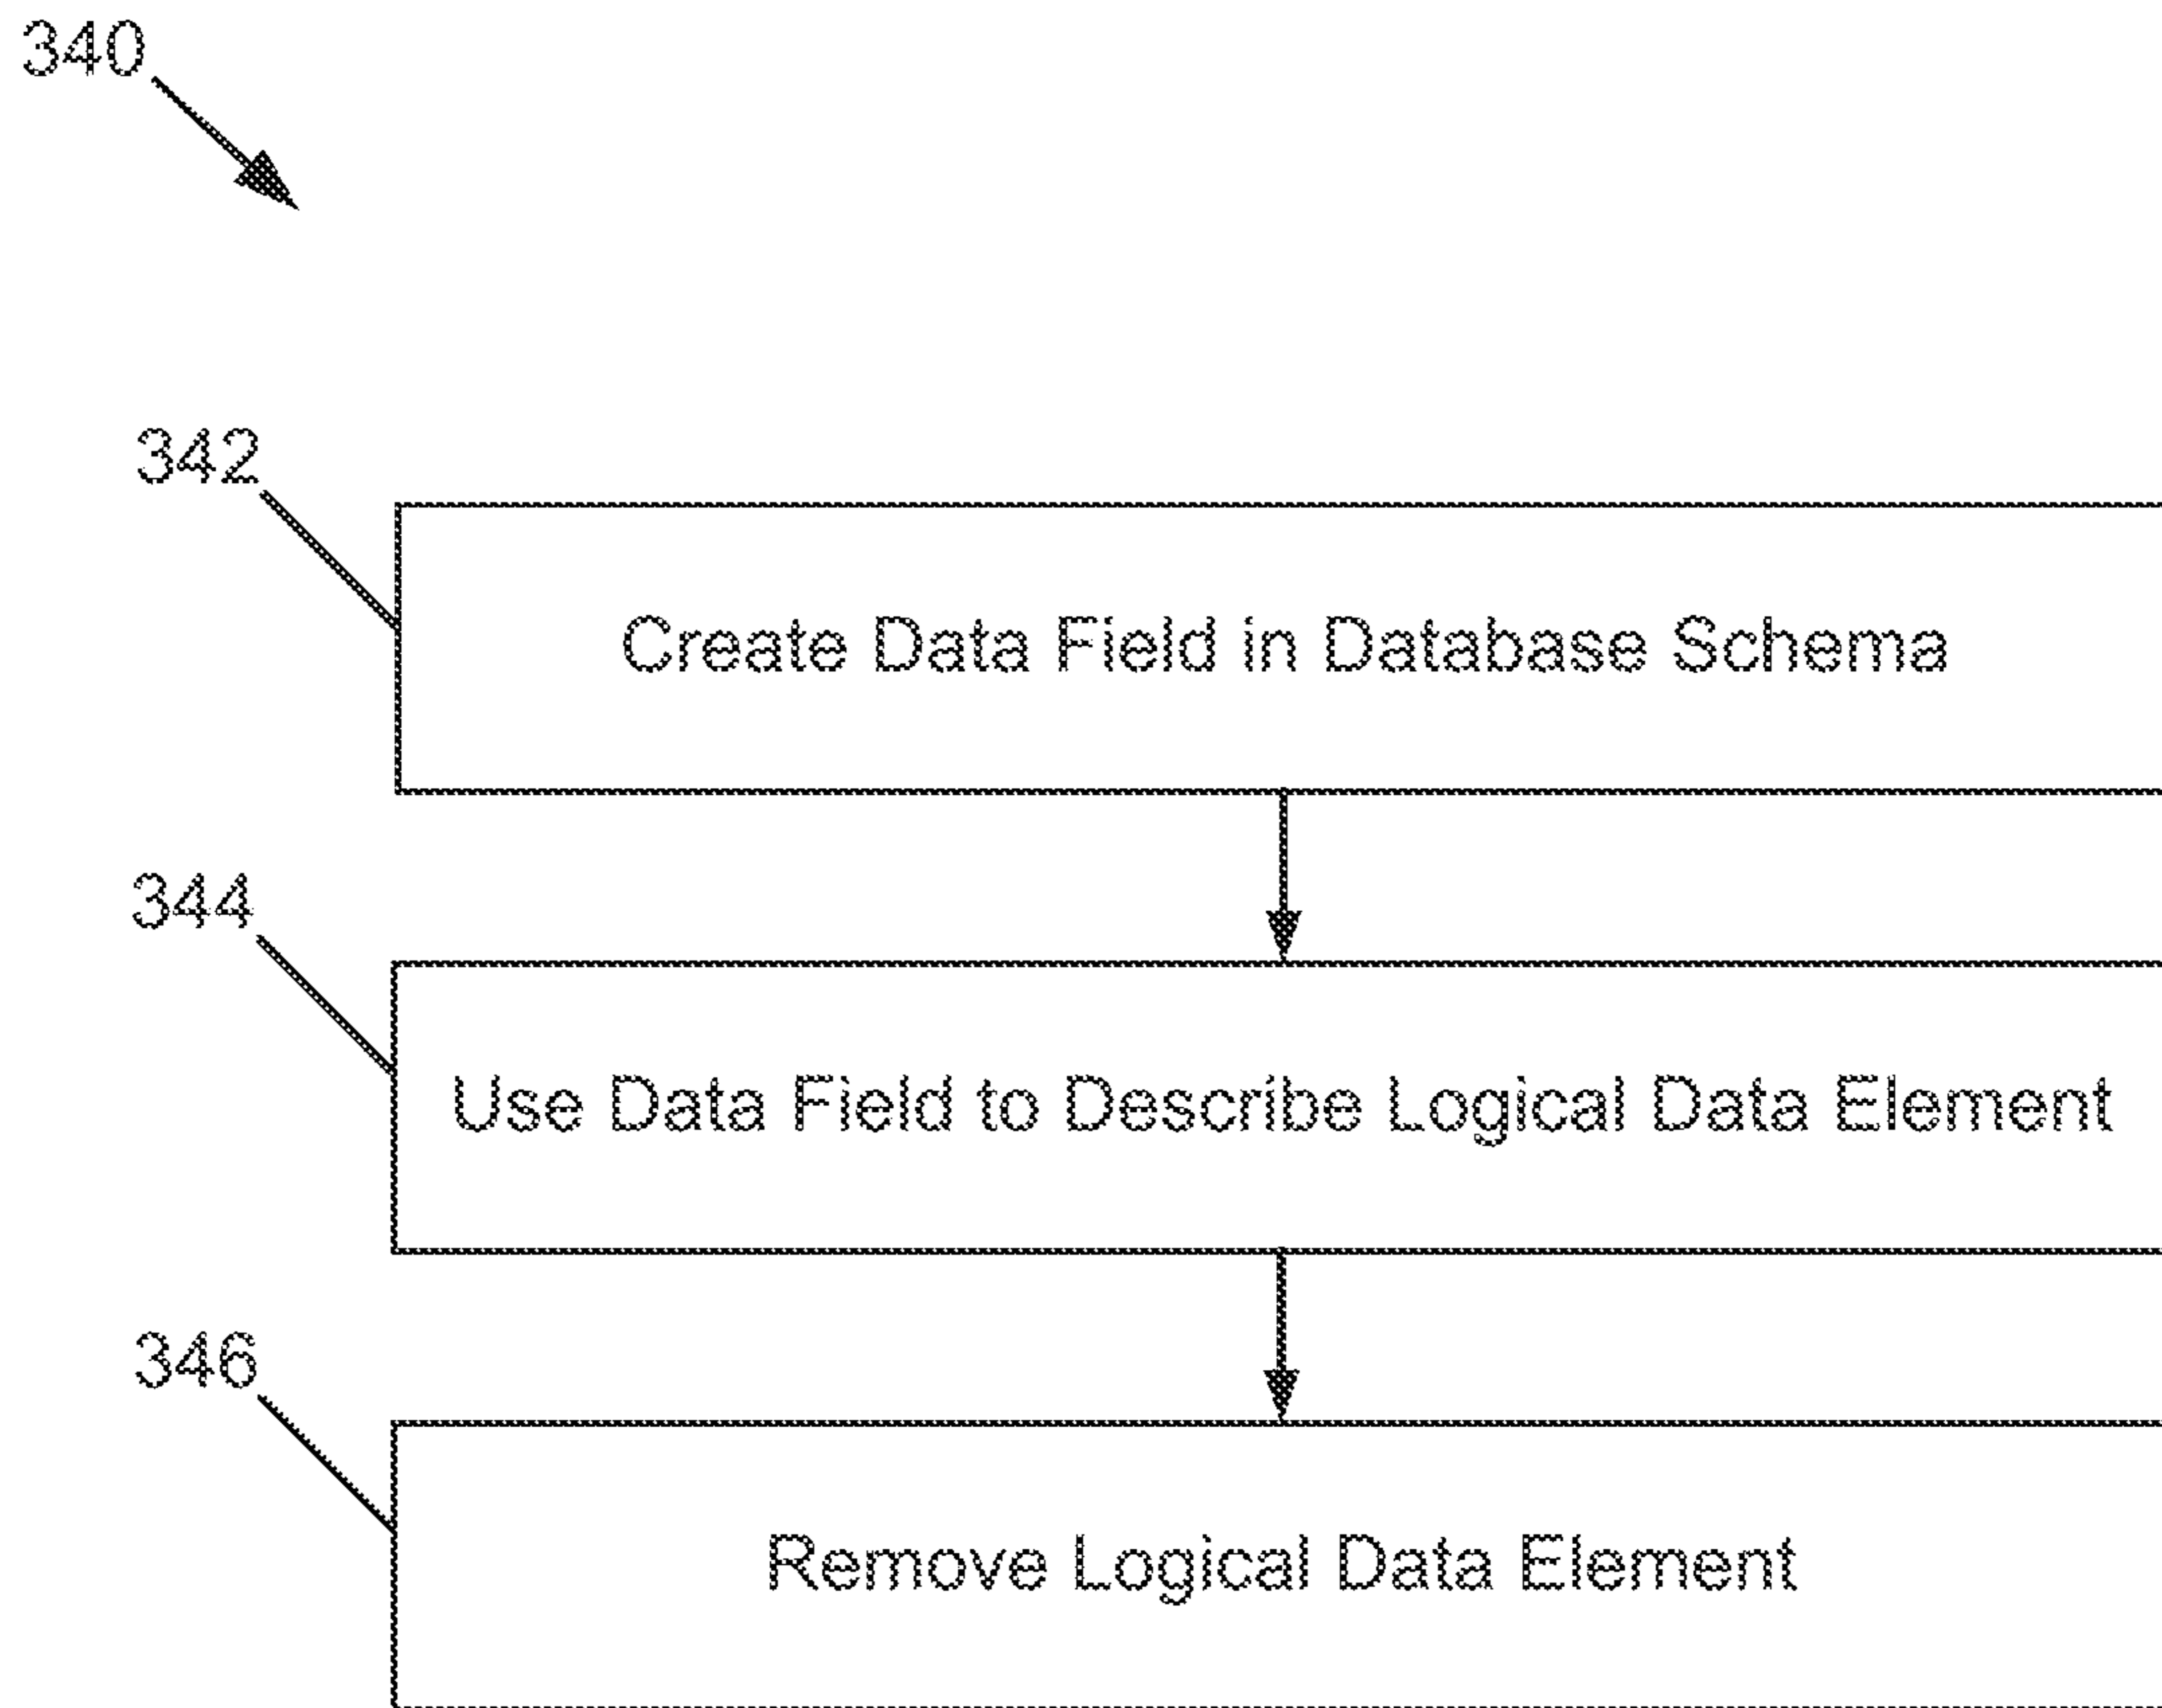 340
342
Create Data Field in Database Schema
344
Use Data Field to Describe Logical Data Element
346
Remove Logical Data Element